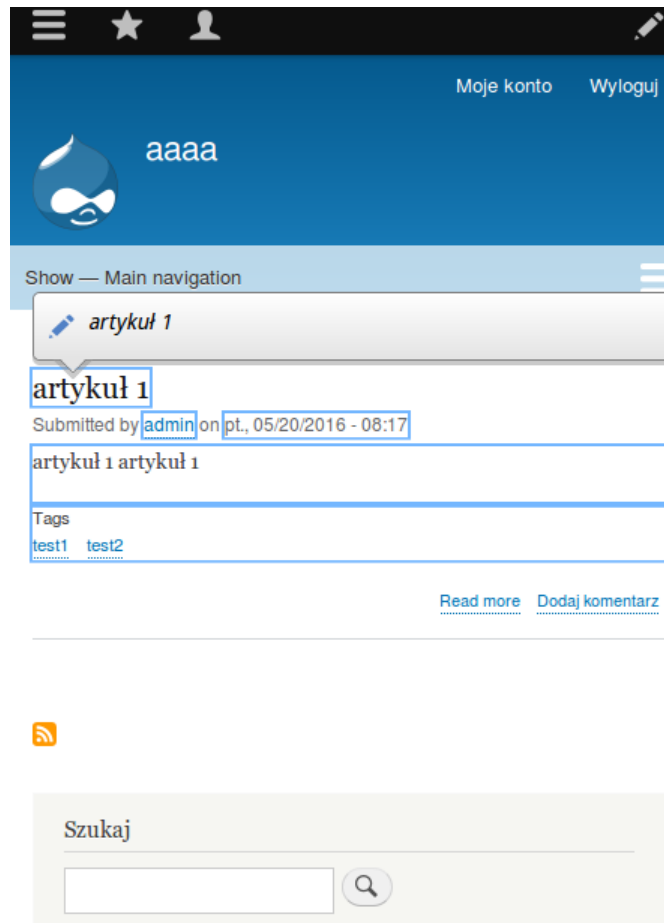 Moje konto Wyloguj
aaaa
Show — Main navigation
artykuł 1
artykuł 1
Submitted by admin on pt., 05/20/2016 - 08:17
artykuł 1 artykuł 1
Tags
test1 test2
Read more Dodaj komentarz
Szukaj